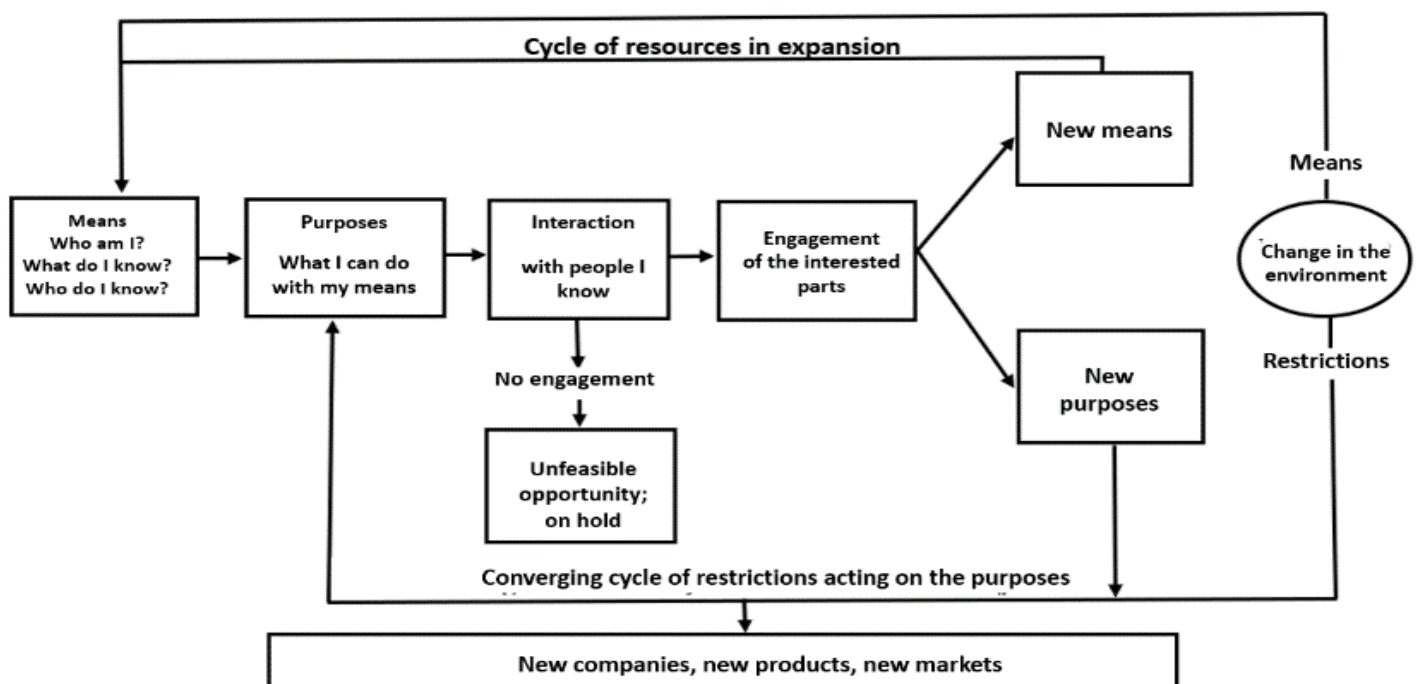 Cycle of resources in expansion
New means
Means
Means
Who am I?
What do I know?
Who do I know?
Purposes
What I can do
with my means
Interaction
with people I
know
Engagement
of the interested
parts
Change in the
environment
No engagement
Restrictions
New
purposes
Unfeasible
opportunity;
on hold
Converging cycle of restrictions acting on the purposes
New companies, new products, new markets